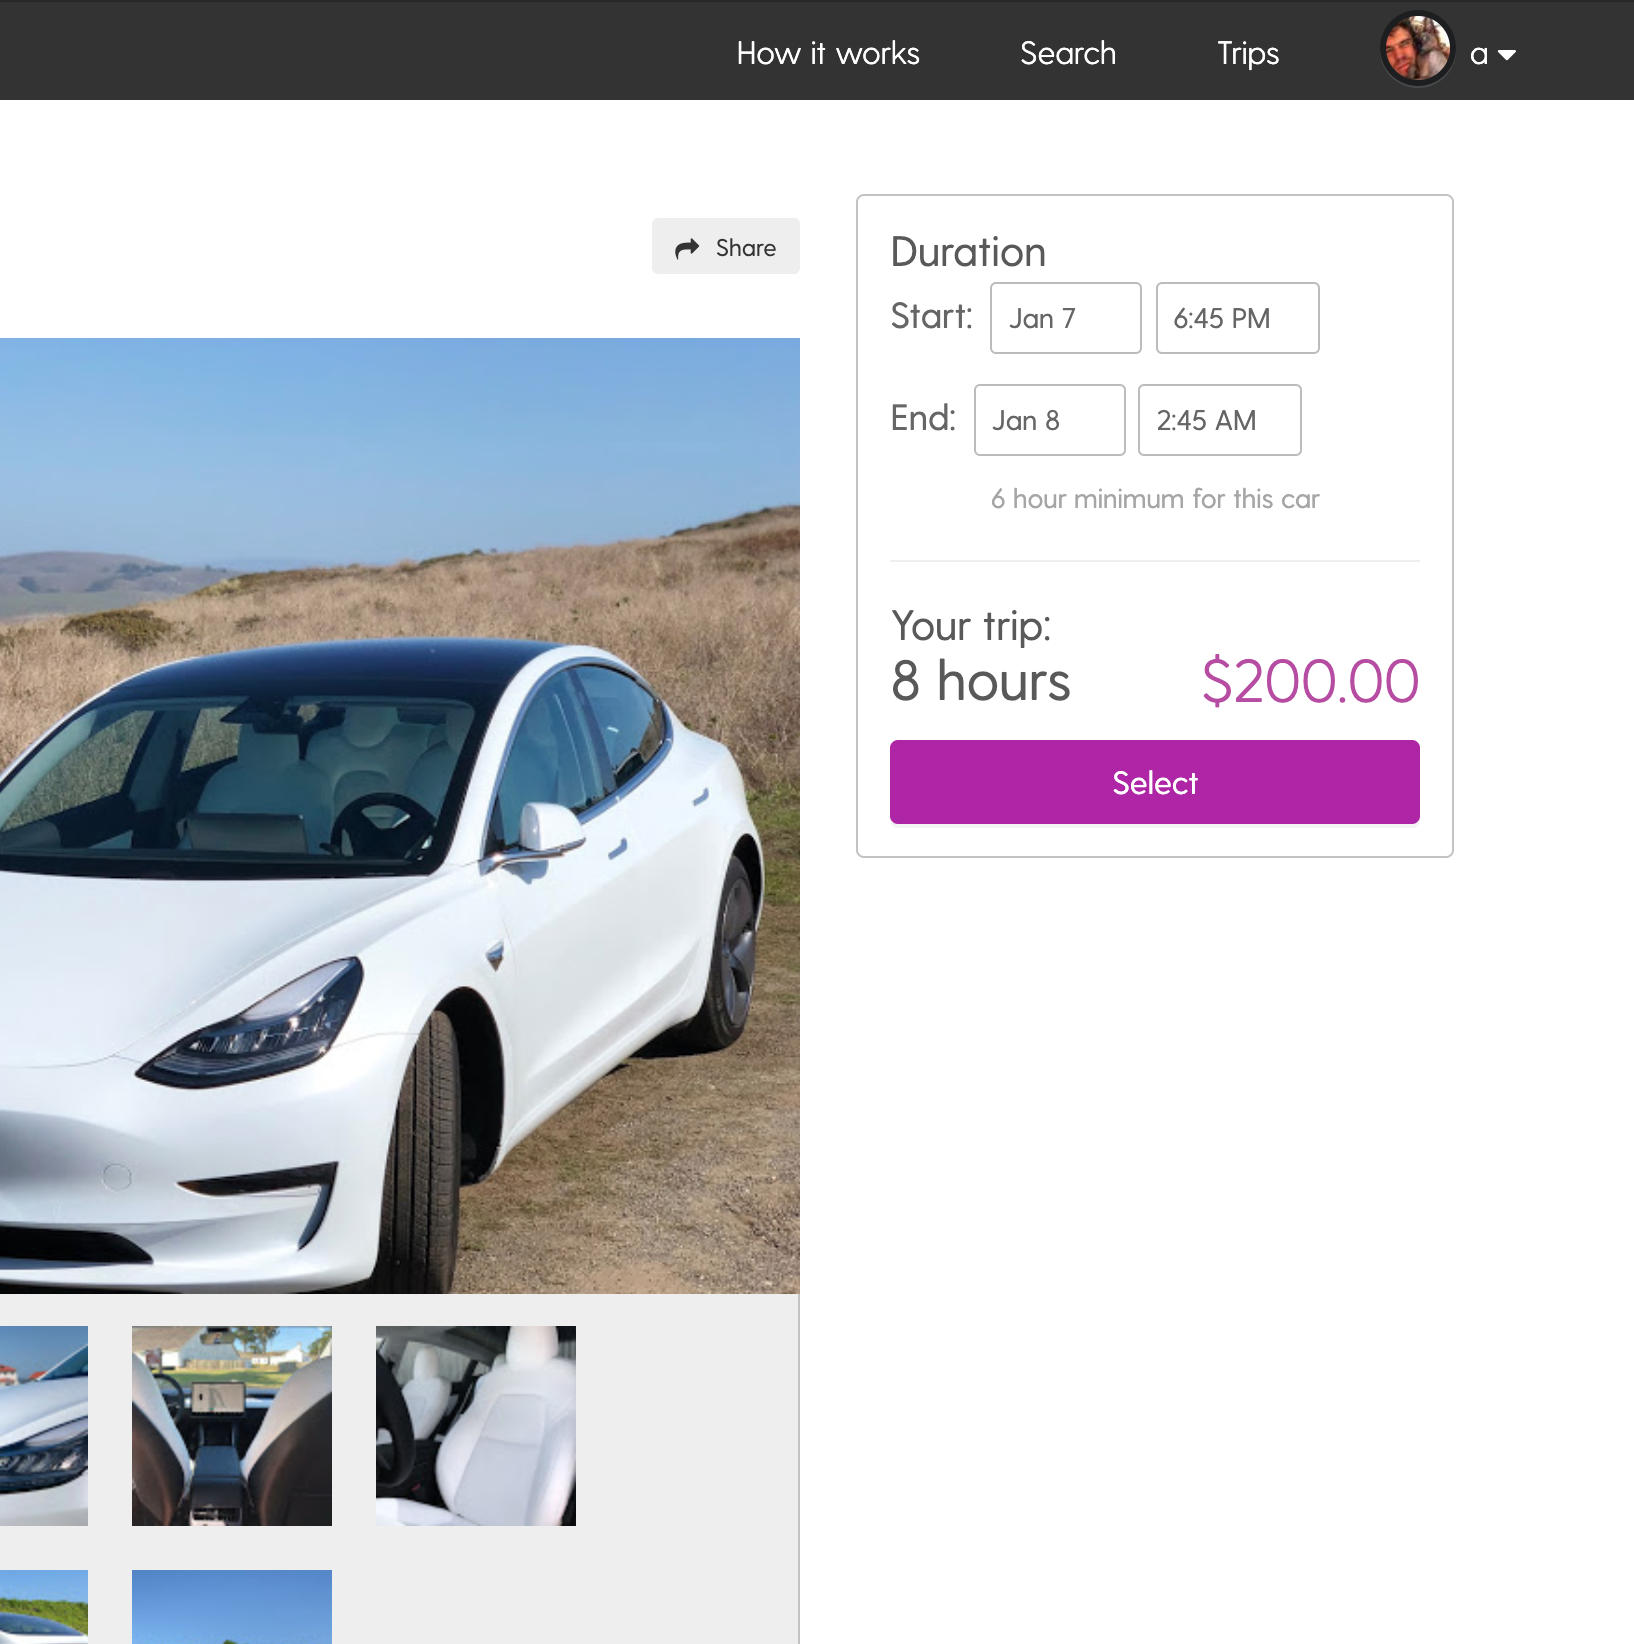 How it works Search Trips a
Share
Duration
Start: Jan 7 6:45 PM
End: Jan 8 2:45 AM
6 hour minimum for this car
Your trip:
8 hours $200.00
Select